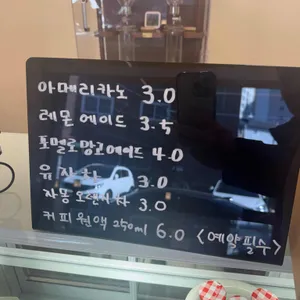 아메리카노 3.0
레몬에이드 3.5
포멜로망고에이드 4.0
유자차 3.0
자몽오렌지차 3.0
커피원액 250ml 6.0 <예약필수>